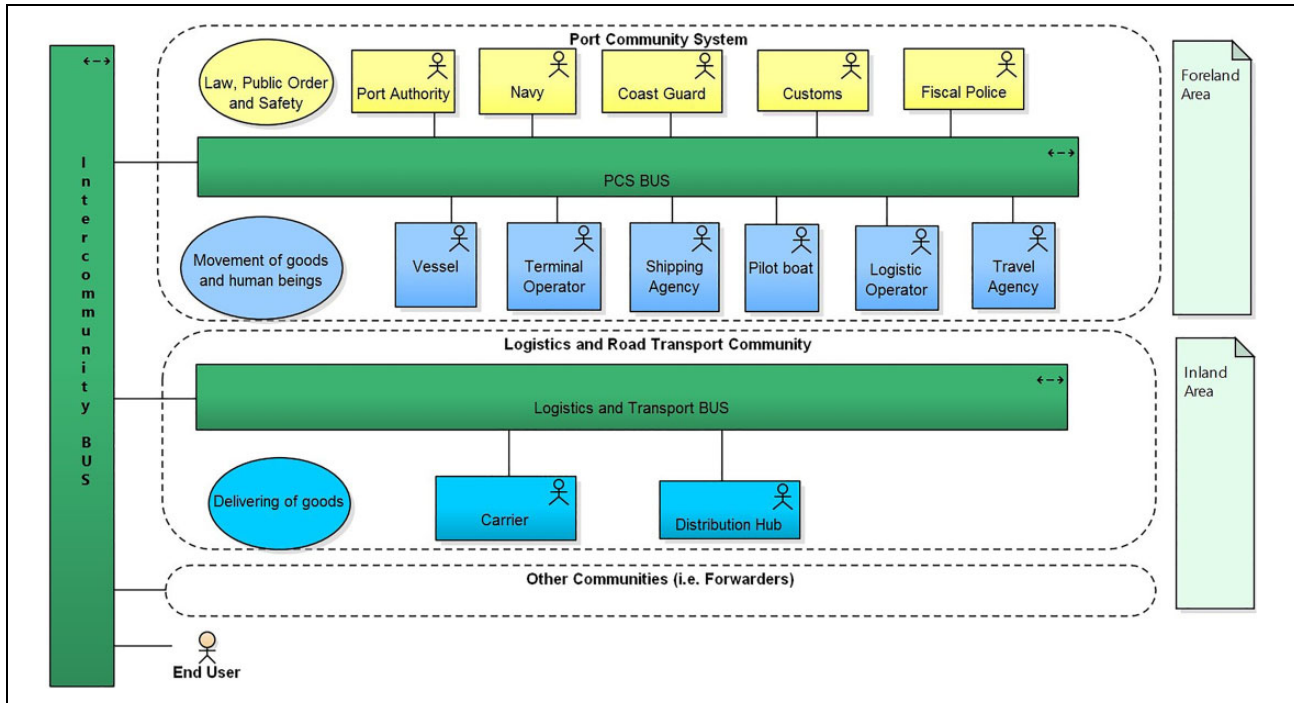 Port Community System
Law, Public Order
and Safety
Port Authority
Navy
Coast Guard
Customs
Fiscal Police
Foreland
Area
Intercommunity BUS
PCS BUS
Movement of goods
and human beings
Vessel
Terminal
Operator
Shipping
Agency
Pilot boat
Logistic
Operator
Travel
Agency
Logistics and Road Transport Community
Inland
Area
Logistics and Transport BUS
Delivering of goods
Carrier
Distribution Hub
Other Communities (i.e. Forwarders)
End User